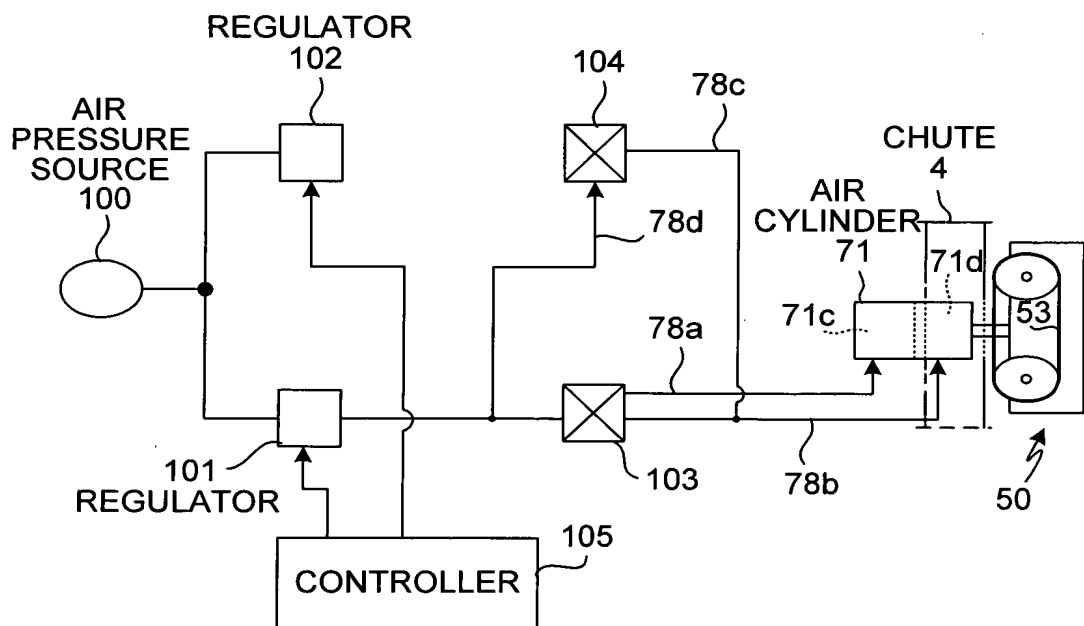 REGULATOR
102
AIR
PRESSURE
SOURCE
100
104
78c
CHUTE
4
AIR
CYLINDER
71
71d
78d
71c
53
78a
101
REGULATOR
103
78b
50
105
CONTROLLER